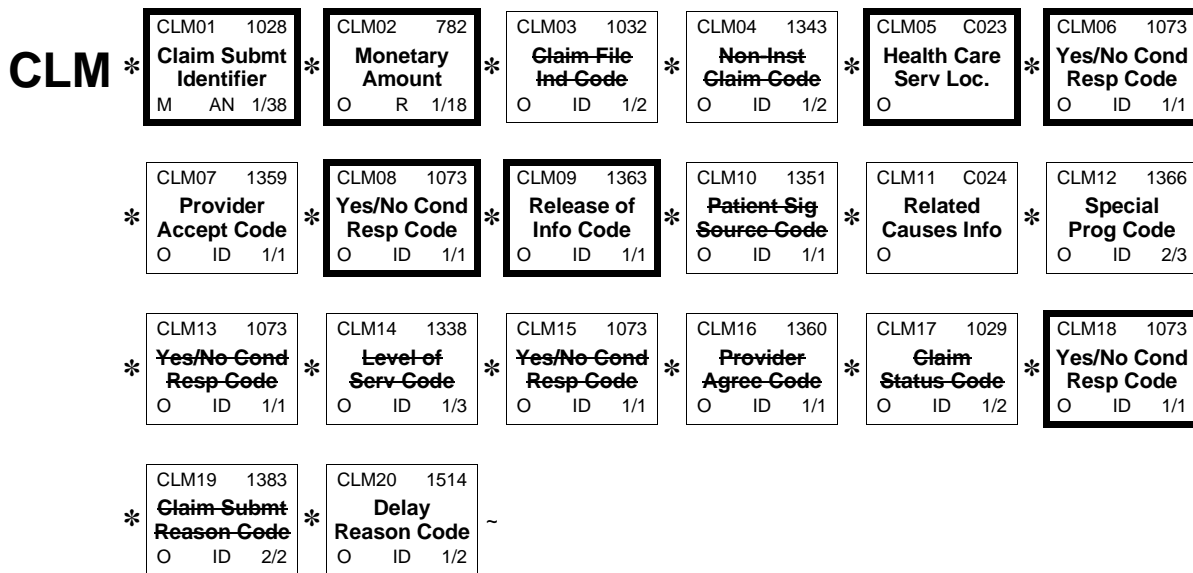 CLM * CLM01 1028 * CLM02 782 * CLM03 1032 * CLM04 1343 * CLM05 C023 * CLM06 1073
Claim Submt Monetary Claim File Non-Inst Health Care Yes/No Cond
Identifier Amount Ind Code Claim Code Serv Loc. Resp Code
M AN 1/38 O R 1/18 O ID 1/2 O ID 1/2 O O ID 1/1
* CLM07 1359 * CLM08 1073 * CLM09 1363 * CLM10 1351 * CLM11 C024 * CLM12 1366
Provider Yes/No Cond Release of Patient Sig Related Special
Accept Code Resp Code Info Code Source Code Causes Info Prog Code
O ID 1/1 O ID 1/1 O ID 1/1 O ID 1/1 O O ID 2/3
* CLM13 1073 * CLM14 1338 * CLM15 1073 * CLM16 1360 * CLM17 1029 * CLM18 1073
Yes/No Cond Level of Yes/No Cond Provider Claim Yes/No Cond
Resp Code Serv Code Resp Code Agree Code Status Code Resp Code
O ID 1/1 O ID 1/3 O ID 1/1 O ID 1/1 O ID 1/2 O ID 1/1
* CLM19 1383 * CLM20 1514 ~
Claim Submt Delay
Reason Code Reason Code
O ID 2/2 O ID 1/2